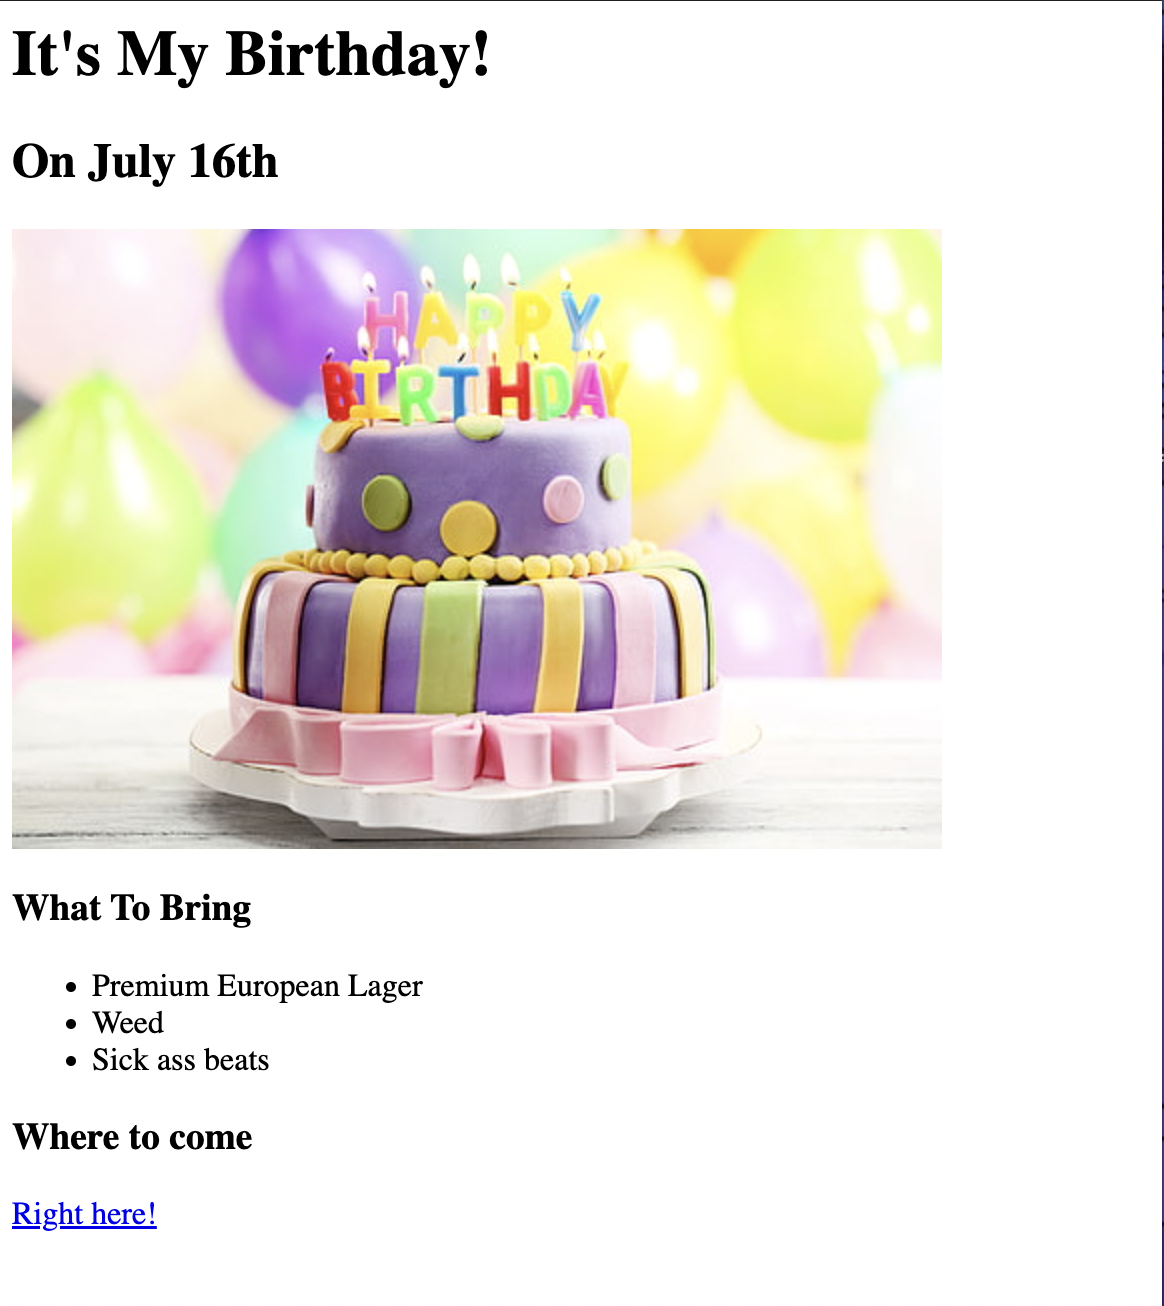 It's My Birthday!
On July 16th
HAPPY
BIRTHDAY
What To Bring
Premium European Lager
Weed
Sick ass beats
Where to come
Right here!